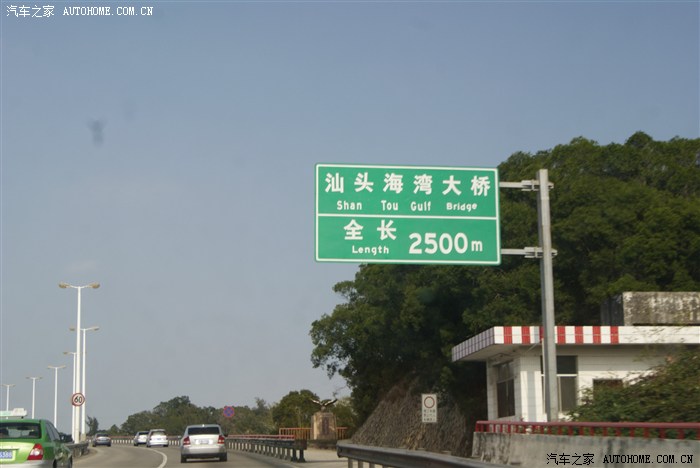 汽车之家 AUTOHOME.COM.CN
汕头海湾大桥
Shan Tou Gulf Bridge
全长 2500m
Length
60
汽车之家 AUTOHOME.COM.CN